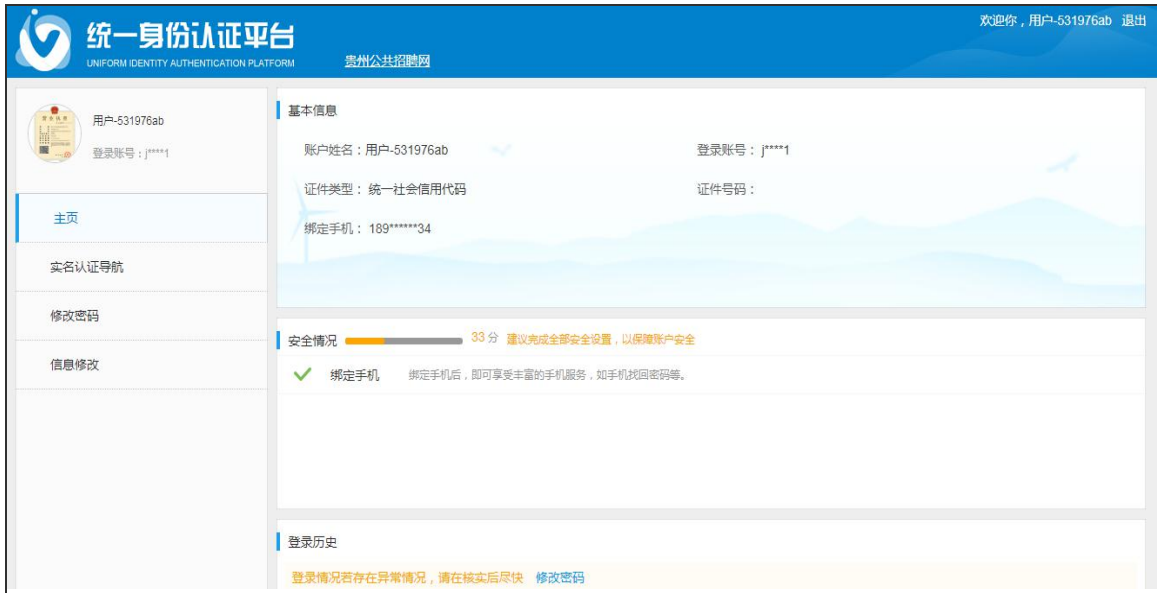 统一身份认证平台
UNIFORM IDENTITY AUTHENTICATION PLATFORM
贵州公共招聘网
欢迎你，用户-531976ab 退出
用户-531976ab
登录账号：j****1
主页
实名认证导航
修改密码
信息修改
基本信息
账户姓名：用户-531976ab 登录账号： j****1
证件类型： 统一社会信用代码 证件号码：
绑定手机： 189******34
安全情况 33 分 建议完成全部安全设置，以保障账户安全
绑定手机 绑定手机后，即可享受丰富的手机服务，如手机找回密码等。
登录历史
登录情况若存在异常情况，请在核实后尽快 修改密码